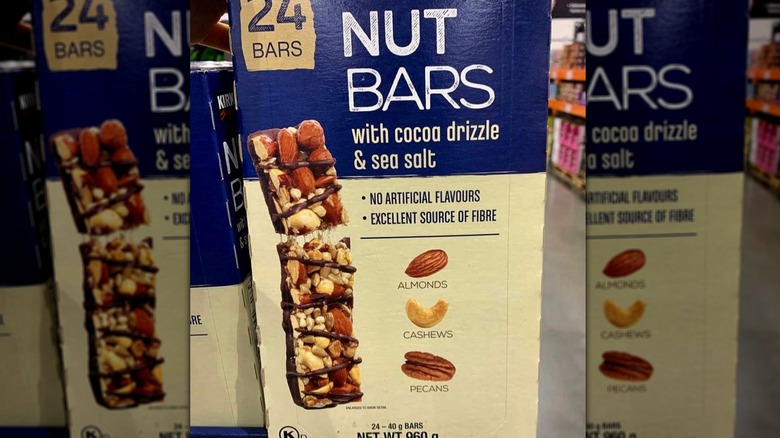 24
BARS
NUT
BARS
with cocoa drizzle
& sea salt
• NO ARTIFICIAL FLAVOURS
• EXCELLENT SOURCE OF FIBRE
ALMONDS
CASHEWS
PECANS
K
24 – 40 g BARS
NET WT 960 g